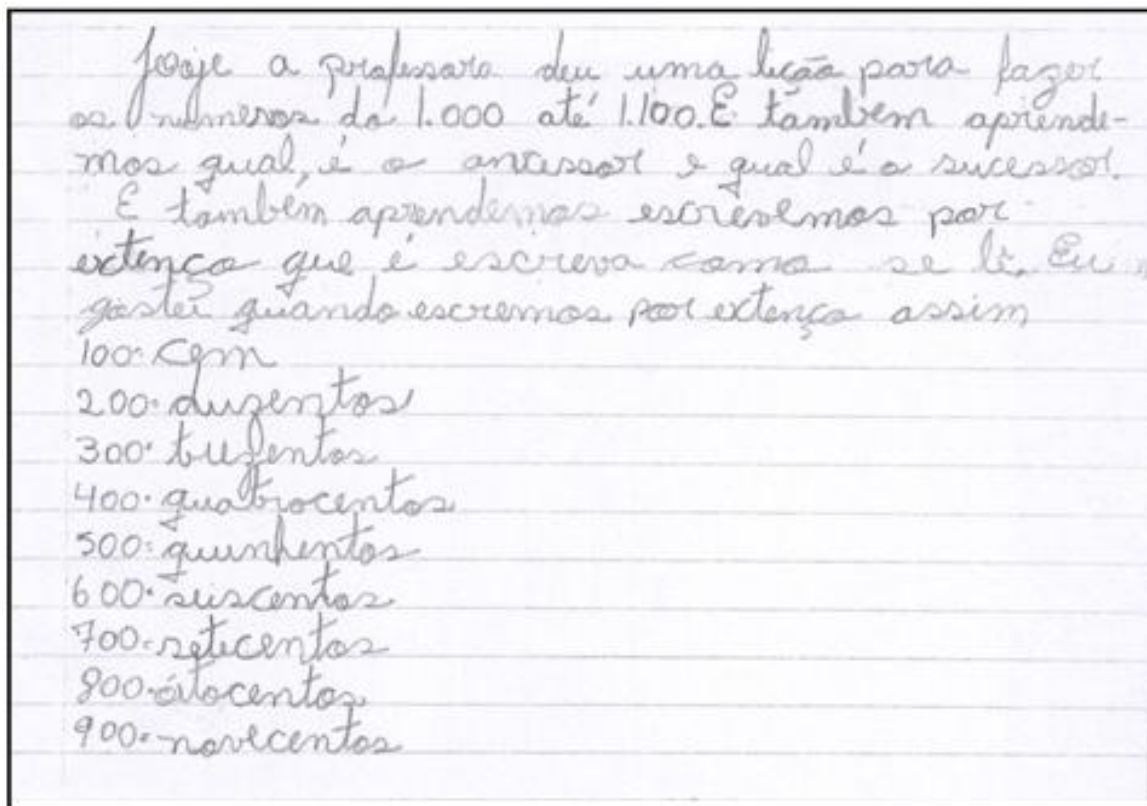 hoje a professora deu uma lição para fazer
os números do 1.000 até 1.100. E também aprende-
mos qual, é o ancessor e qual é o sucessor.
E também aprendemos escrevemos por
extenço que é escreva como se lê. Eu
gostei quando escremos por extenço assim
100. cem
200. duzentos
300. trezentos
400. quatrocentos
500. quinhentos
600. seiscentos
700. setecentos
800. oitocentos
900. novecentos